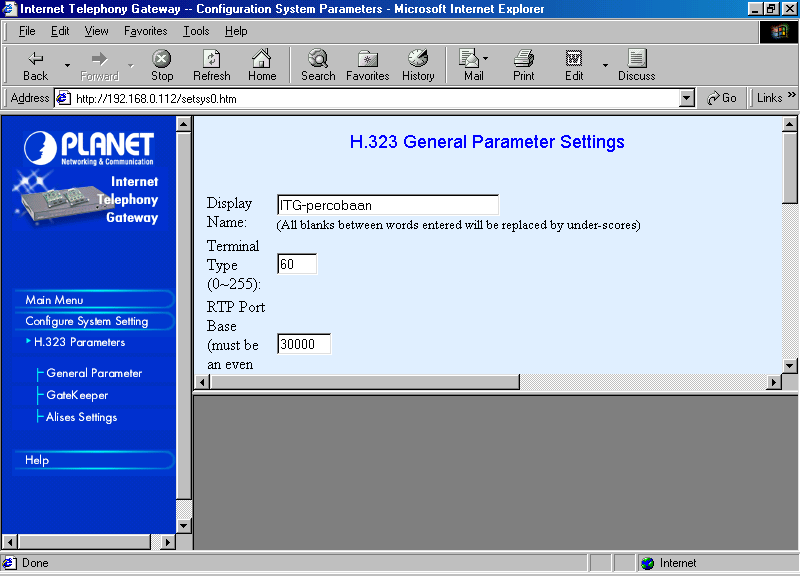 Internet Telephony Gateway -- Configuration System Parameters - Microsoft Internet Explorer
File Edit View Favorites Tools Help
Back Forward Stop Refresh Home Search Favorites History Mail Print Edit Discuss
Address http://192.168.0.112/setsys0.htm Go Links »
PLANET
Networking & Communication
Internet
Telephony
Gateway
Main Menu
Configure System Setting
H.323 Parameters
General Parameter
GateKeeper
Alises Settings
Help
H.323 General Parameter Settings
Display
Name:
ITG-percobaan
(All blanks between words entered will be replaced by under-scores)
Terminal
Type
(0~255):
60
RTP Port
Base
(must be
an even
30000
Done Internet